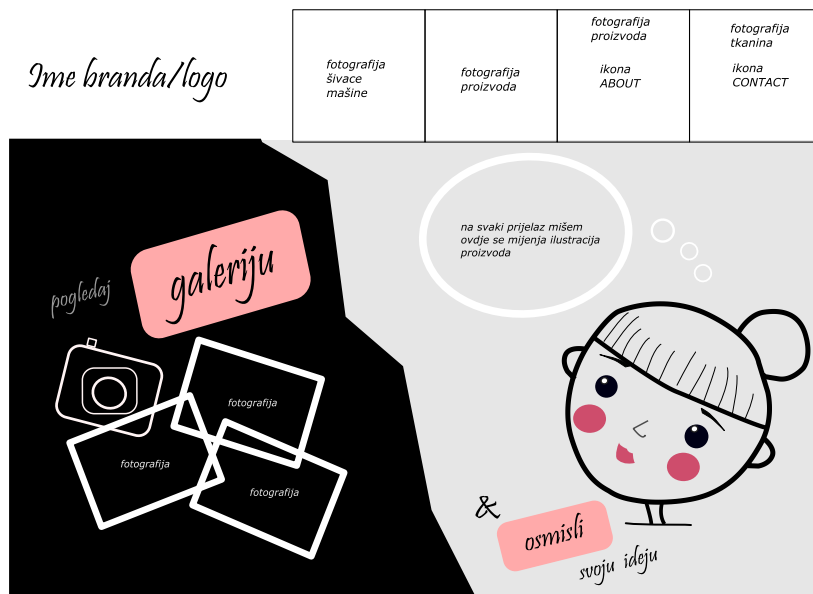 Ime branda/logo
fotografija
šivace
mašine
fotografija
proizvoda
fotografija
proizvoda
ikona
ABOUT
fotografija
tkanina
ikona
CONTACT
na svaki prijelaz mišem
ovdje se mijenja ilustracija
proizvoda
pogledaj
galeriju
fotografija
fotografija
fotografija
&
osmisli
svoju ideju